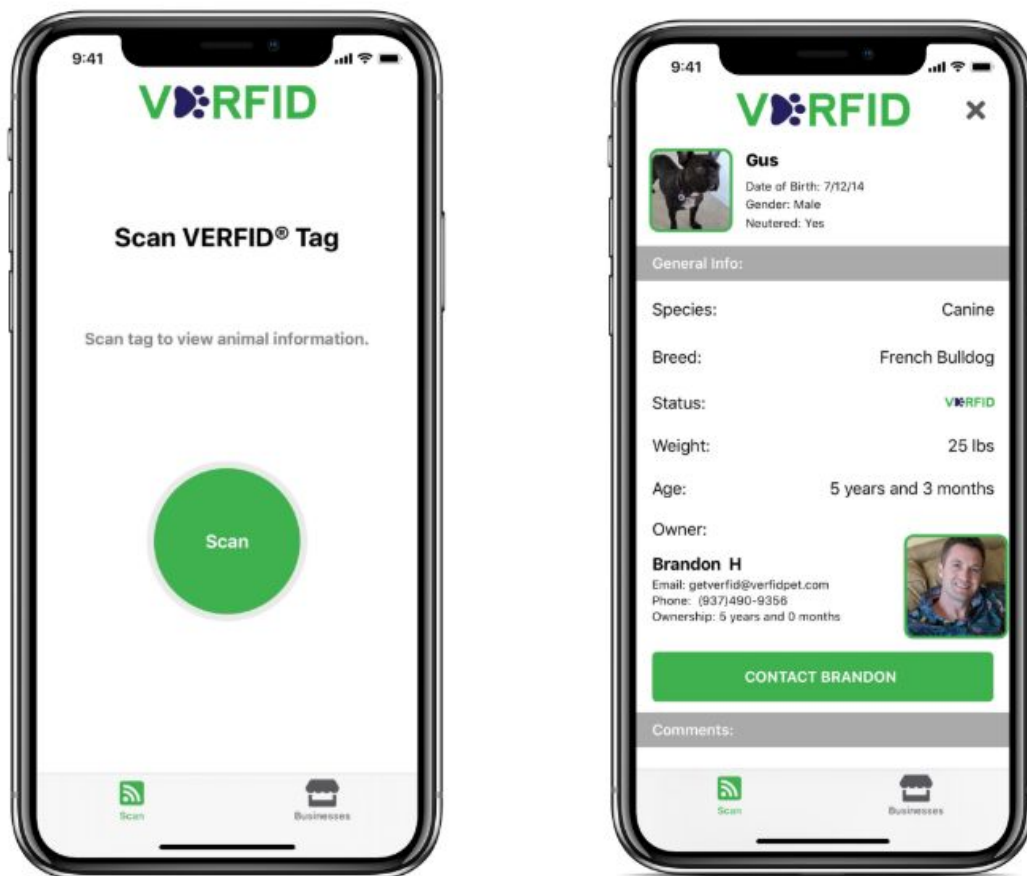 9:41
VERFID
Scan VERFID® Tag
Scan tag to view animal information.
Scan
Scan
Businesses
9:41
VERFID
Gus
Date of Birth: 7/12/14
Gender: Male
Neutered: Yes
General Info:
Species: Canine
Breed: French Bulldog
Status: VERFID
Weight: 25 lbs
Age: 5 years and 3 months
Owner:
Brandon H
Email: getverfid@verfidpet.com
Phone: (937)490-9356
Ownership: 5 years and 0 months
CONTACT BRANDON
Comments:
Scan
Businesses